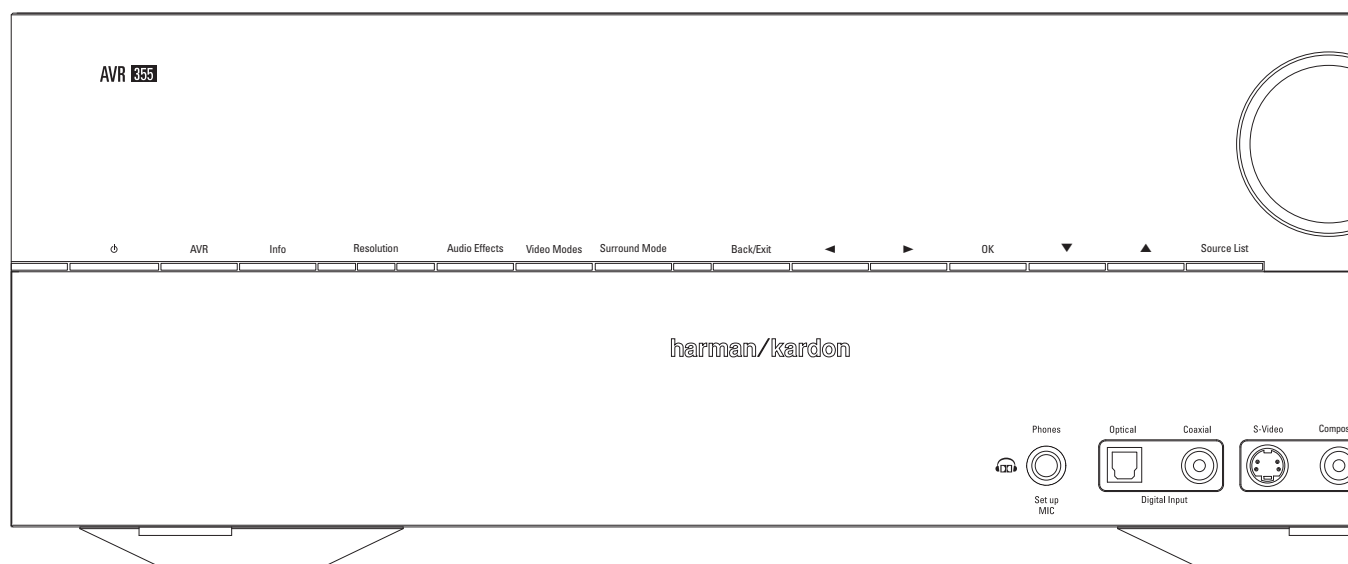 AVR 355
AVR Info Resolution Audio Effects Video Modes Surround Mode Back/Exit OK Source List
harman/kardon
Phones Optical Coaxial S-Video Compos
Set up Digital Input
MIC